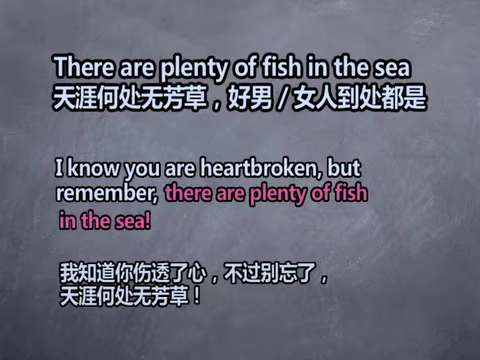 There are plenty of fish in the sea
天涯何处无芳草，好男／女人到处都是
I know you are heartbroken, but
remember, there are plenty of fish
in the sea!
我知道你伤透了心，不过别忘了，
天涯何处无芳草！